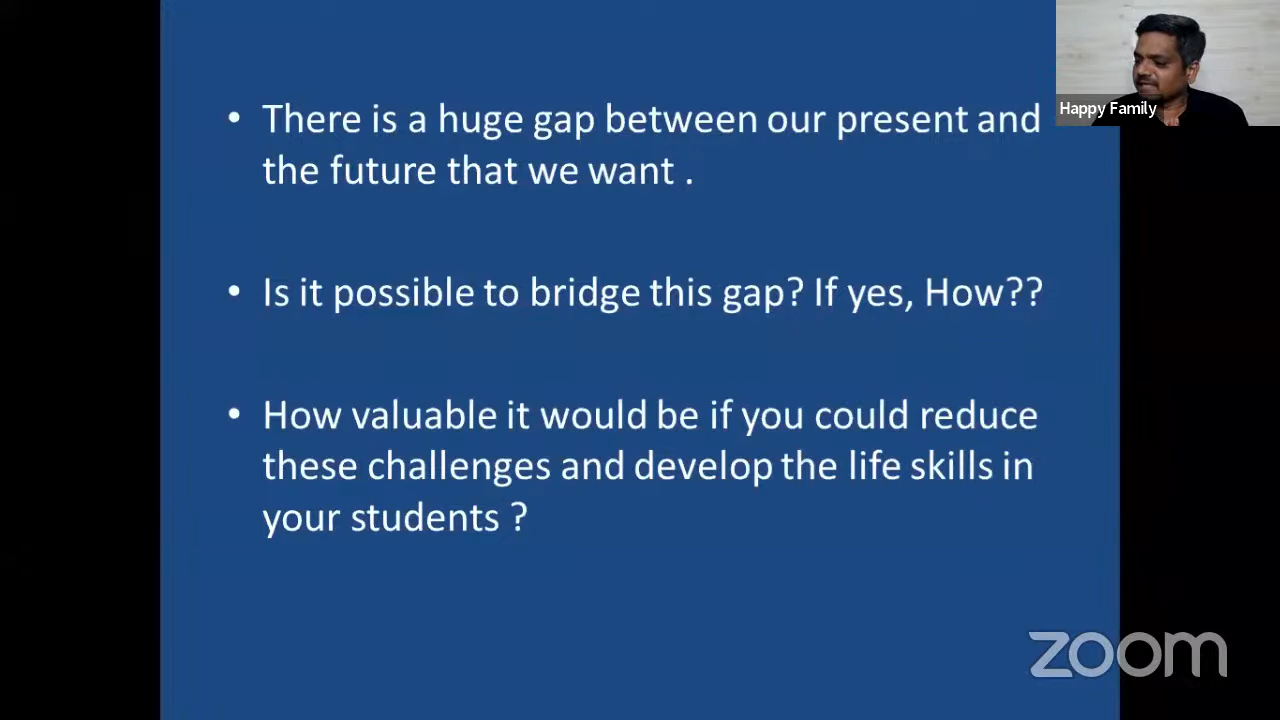 • There is a huge gap between our present and
the future that we want .
• Is it possible to bridge this gap? If yes, How??
• How valuable it would be if you could reduce
these challenges and develop the life skills in
your students ?
Happy Family
zoom